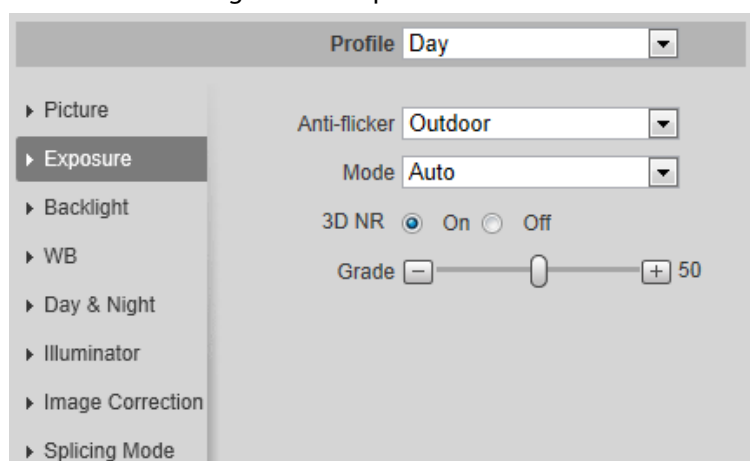 Profile Day
Picture
Exposure
Backlight
WB
Day & Night
Illuminator
Image Correction
Splicing Mode
Anti-flicker Outdoor
Mode Auto
3D NR On Off
Grade 50